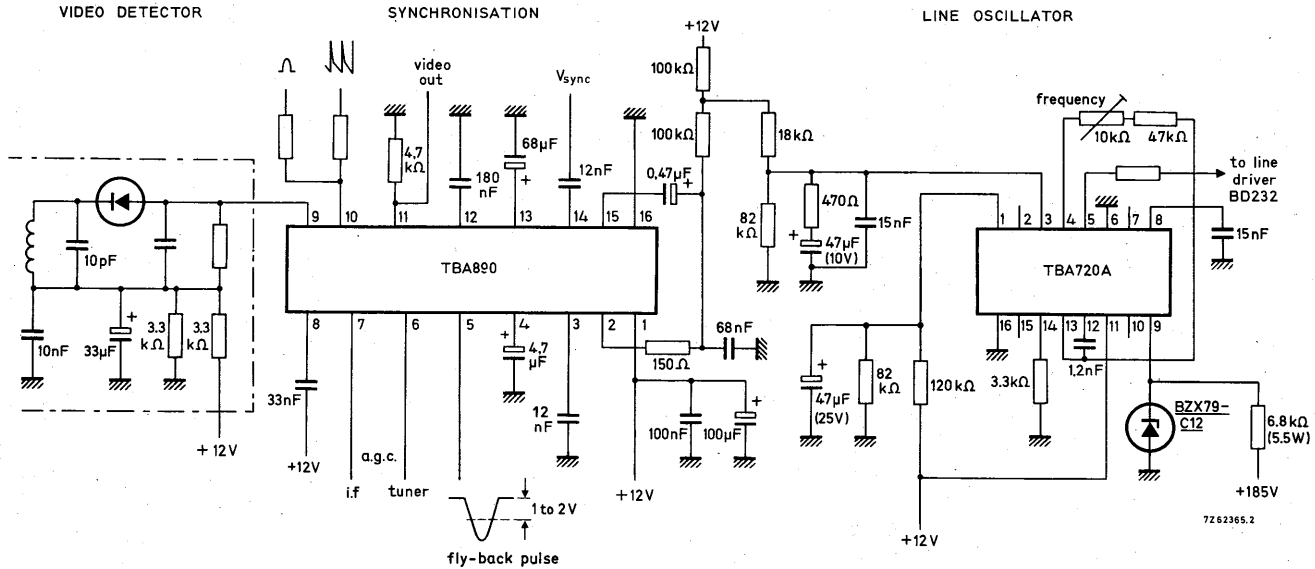 VIDEO DETECTOR
SYNCHRONISATION
LINE OSCILLATOR
+12V
100kΩ
100kΩ
18kΩ
video
out
Vsync
4,7
kΩ
180
nF
68µF
+
12nF
0,47µF
+
frequency
10kΩ
47kΩ
to line
driver
BD232
470Ω
15nF
82
kΩ
+
47µF
(10V)
15nF
9
10
11
12
13
14
15
16
TBA890
8
7
6
5
4
3
2
1
1
2
3
4
5
6
7
8
TBA720A
16
15
14
13
12
11
10
9
10pF
10nF
33µF
+
3.3
kΩ
3.3
kΩ
+12V
33nF
+12V
a.g.c.
i.f
tuner
+
4,7
µF
12
nF
150Ω
68nF
100nF
100µF
+
+12V
1 to 2V
fly-back pulse
+
47µF
(25V)
82
kΩ
120kΩ
+12V
3.3kΩ
1,2nF
BZX79-
C12
6.8kΩ
(5.5W)
+185V
7Z62365.2